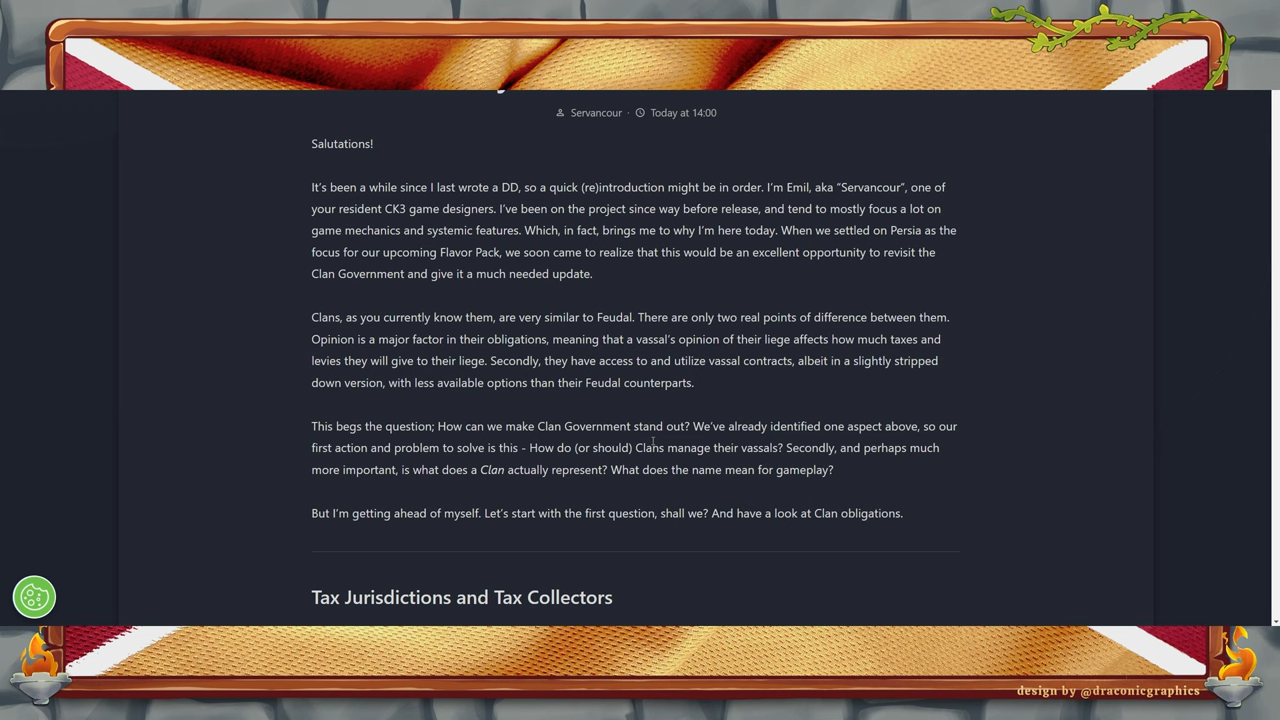 Servancour · Today at 14:00
Salutations!
It's been a while since I last wrote a DD, so a quick (re)introduction might be in order. I'm Emil, aka "Servancour", one of
your resident CK3 game designers. I've been on the project since way before release, and tend to mostly focus a lot on
game mechanics and systemic features. Which, in fact, brings me to why I'm here today. When we settled on Persia as the
focus for our upcoming Flavor Pack, we soon came to realize that this would be an excellent opportunity to revisit the
Clan Government and give it a much needed update.
Clans, as you currently know them, are very similar to Feudal. There are only two real points of difference between them.
Opinion is a major factor in their obligations, meaning that a vassal's opinion of their liege affects how much taxes and
levies they will give to their liege. Secondly, they have access to and utilize vassal contracts, albeit in a slightly stripped
down version, with less available options than their Feudal counterparts.
This begs the question; How can we make Clan Government stand out? We've already identified one aspect above, so our
first action and problem to solve is this - How do (or should) Clans manage their vassals? Secondly, and perhaps much
more important, is what does a Clan actually represent? What does the name mean for gameplay?
But I'm getting ahead of myself. Let's start with the first question, shall we? And have a look at Clan obligations.
Tax Jurisdictions and Tax Collectors
design by @draconicgraphics